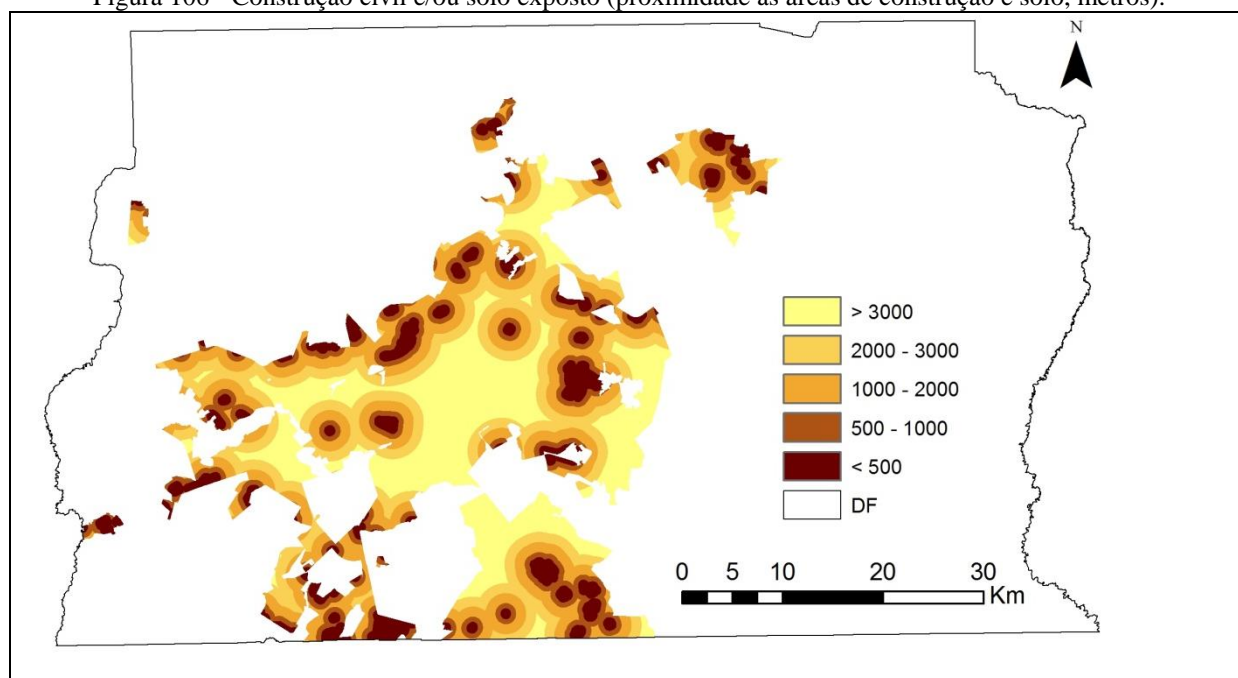 Figura 106 - Construção civil e/ou solo exposto (proximidade às áreas de construção e solo, metros).
N
> 3000
2000 - 3000
1000 - 2000
500 - 1000
< 500
DF
0 5 10 20 30
Km